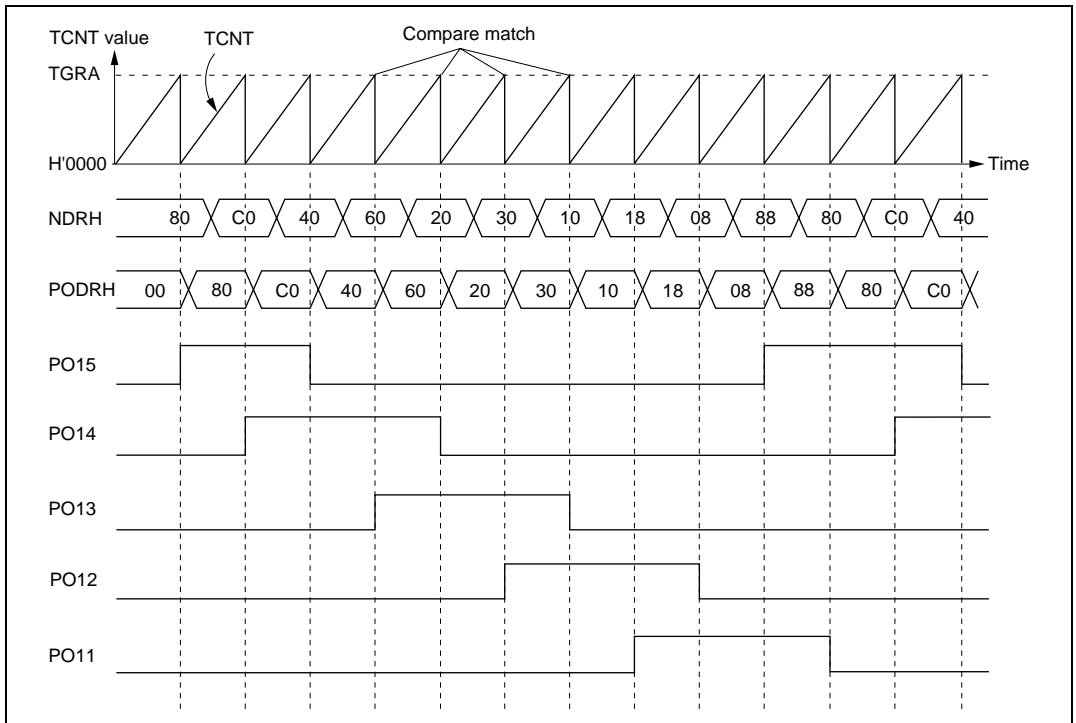 TCNT value TCNT Compare match
TGRA
H'0000 Time
NDRH 80 C0 40 60 20 30 10 18 08 88 80 C0 40
PODRH 00 80 C0 40 60 20 30 10 18 08 88 80 C0
PO15
PO14
PO13
PO12
PO11